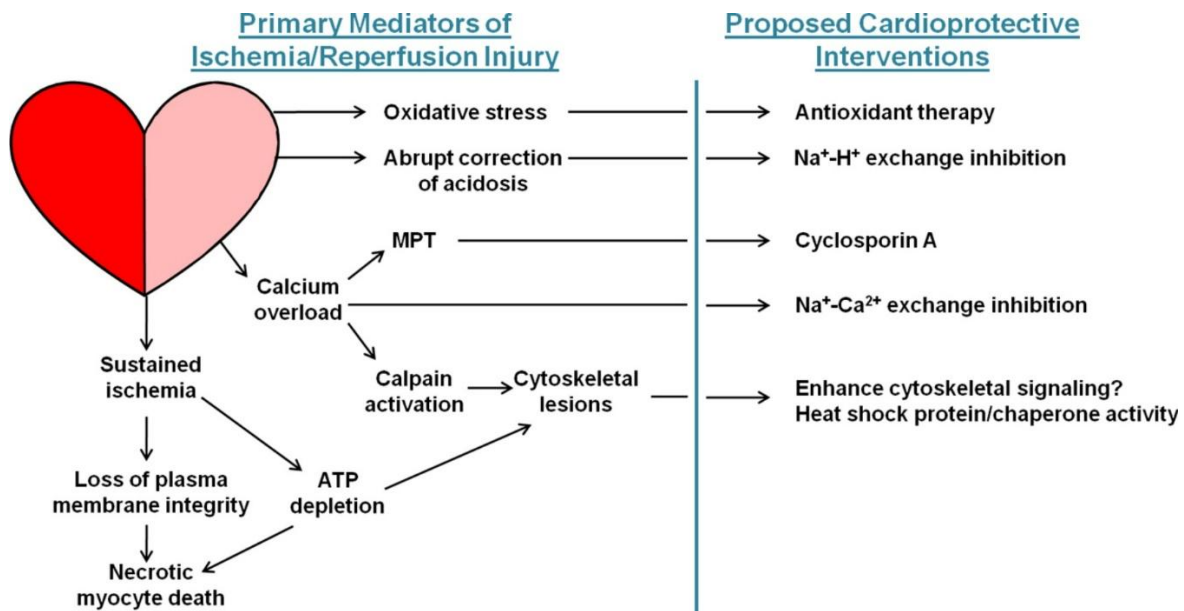 Primary Mediators of
Ischemia/Reperfusion Injury
Proposed Cardioprotective
Interventions
Oxidative stress
Antioxidant therapy
Abrupt correction
of acidosis
Na⁺-H⁺ exchange inhibition
MPT
Cyclosporin A
Calcium
overload
Na⁺-Ca²⁺ exchange inhibition
Sustained
ischemia
Calpain
activation
Cytoskeletal
lesions
Enhance cytoskeletal signaling?
Heat shock protein/chaperone activity
Loss of plasma
membrane integrity
ATP
depletion
Necrotic
myocyte death